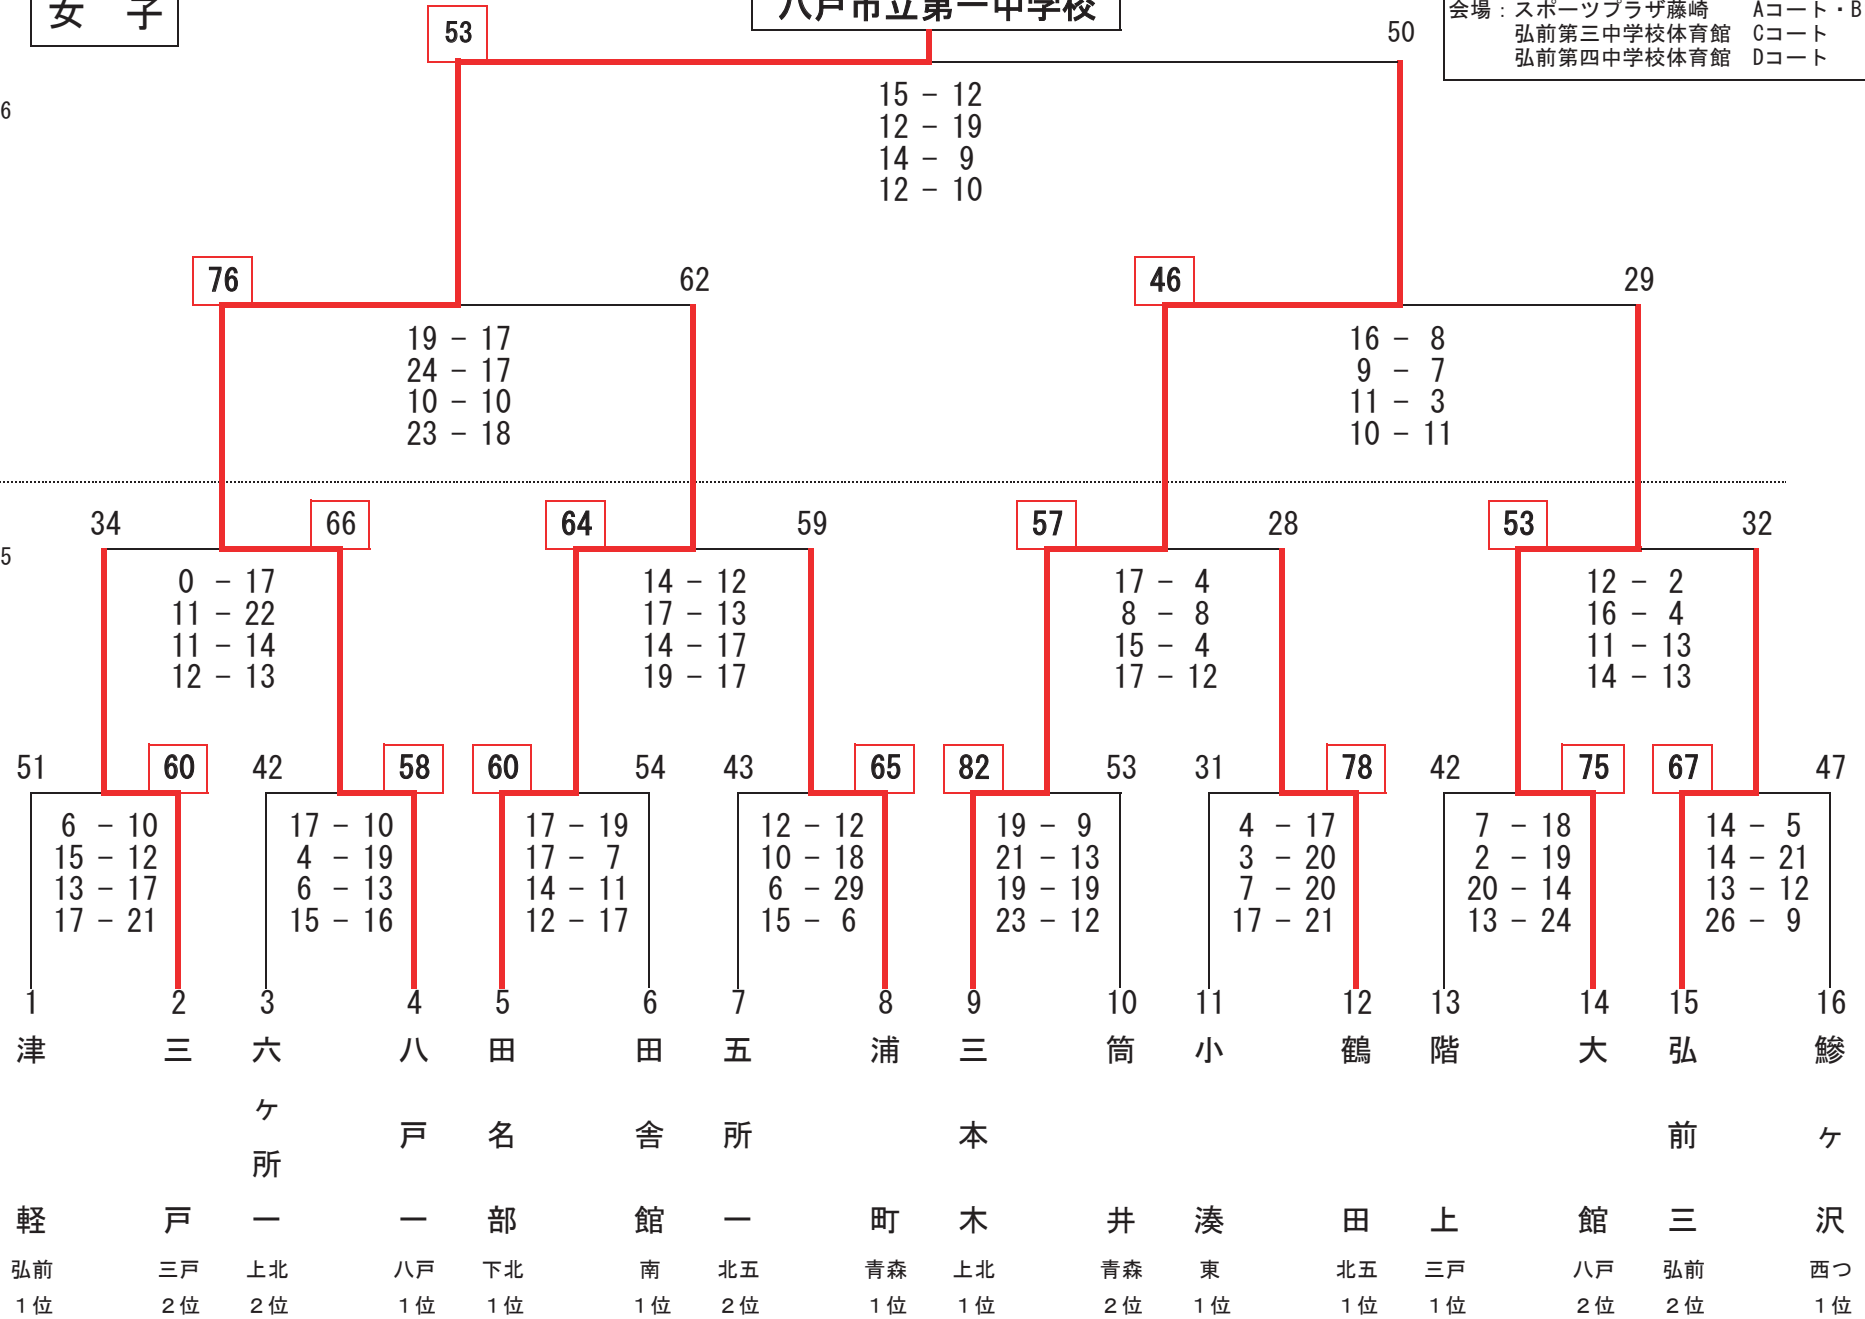 女　子
八戸市立第一中学校
会場：スポーツプラザ藤崎　Aコート・B
弘前第三中学校体育館　Cコート
弘前第四中学校体育館　Dコート
53
50
6
15 － 12
12 － 19
14 － 9
12 － 10
76
62
46
29
19 － 17
24 － 17
10 － 10
23 － 18
16 － 8
9 － 7
11 － 3
10 － 11
34
66
64
59
57
28
53
32
5
0 － 17
11 － 22
11 － 14
12 － 13
14 － 12
17 － 13
14 － 17
19 － 17
17 － 4
8 － 8
15 － 4
17 － 12
12 － 2
16 － 4
11 － 13
14 － 13
51
60
42
58
60
54
43
65
82
53
31
78
42
75
67
47
6 － 10
15 － 12
13 － 17
17 － 21
17 － 10
4 － 19
6 － 13
15 － 16
17 － 19
17 － 7
14 － 11
12 － 17
12 － 12
10 － 18
6 － 29
15 － 6
19 － 9
21 － 13
19 － 19
23 － 12
4 － 17
3 － 20
7 － 20
17 － 21
7 － 18
2 － 19
20 － 14
13 － 24
14 － 5
14 － 21
13 － 12
26 － 9
1
津軽
弘前
1位
2
三戸
三戸
2位
3
六ヶ所一
上北
2位
4
八戸一
八戸
1位
5
田名部
下北
1位
6
田舎館
南
1位
7
五所一
北五
2位
8
浦町
青森
1位
9
三本木
上北
1位
10
筒井
青森
2位
11
小湊
東
1位
12
鶴田
北五
1位
13
階上
三戸
1位
14
大館
八戸
2位
15
弘前三
弘前
2位
16
鰺ヶ沢
西つ
1位